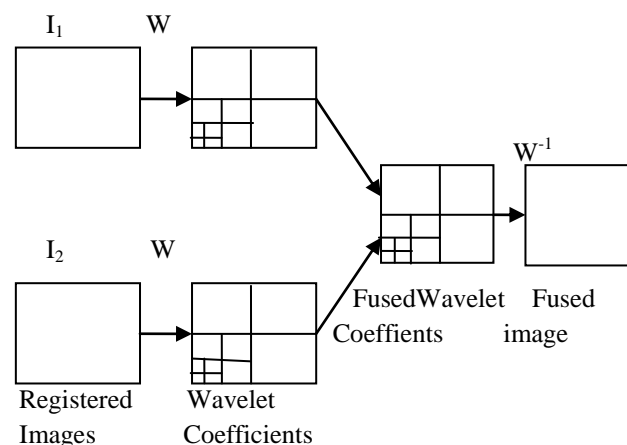 I₁ W
W⁻¹
I₂ W
FusedWavelet Fused
Coeffients image
Registered Wavelet
Images Coefficients